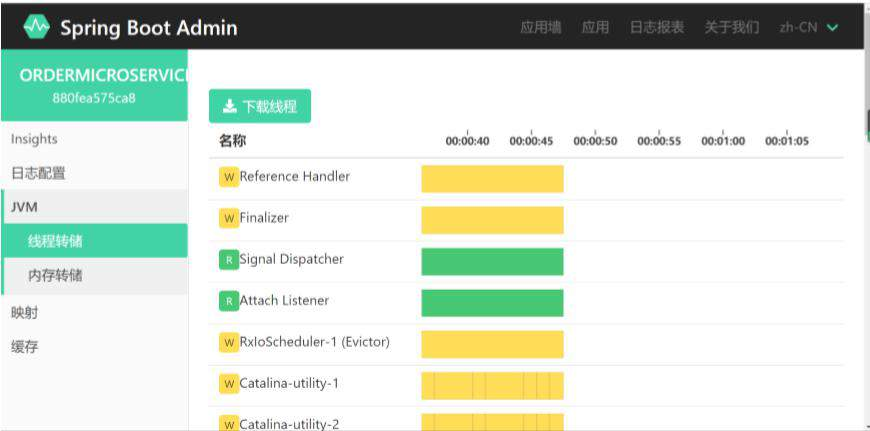 Spring Boot Admin
应用墙 应用 日志报表 关于我们 zh-CN
ORDERMICROSERVICE
880fea575ca8
Insights
日志配置
JVM
线程转储
内存转储
映射
缓存
下载线程
名称 00:00:40 00:00:45 00:00:50 00:00:55 00:01:00 00:01:05
W Reference Handler
W Finalizer
R Signal Dispatcher
R Attach Listener
W RxIoScheduler-1 (Evictor)
W Catalina-utility-1
W Catalina-utility-2